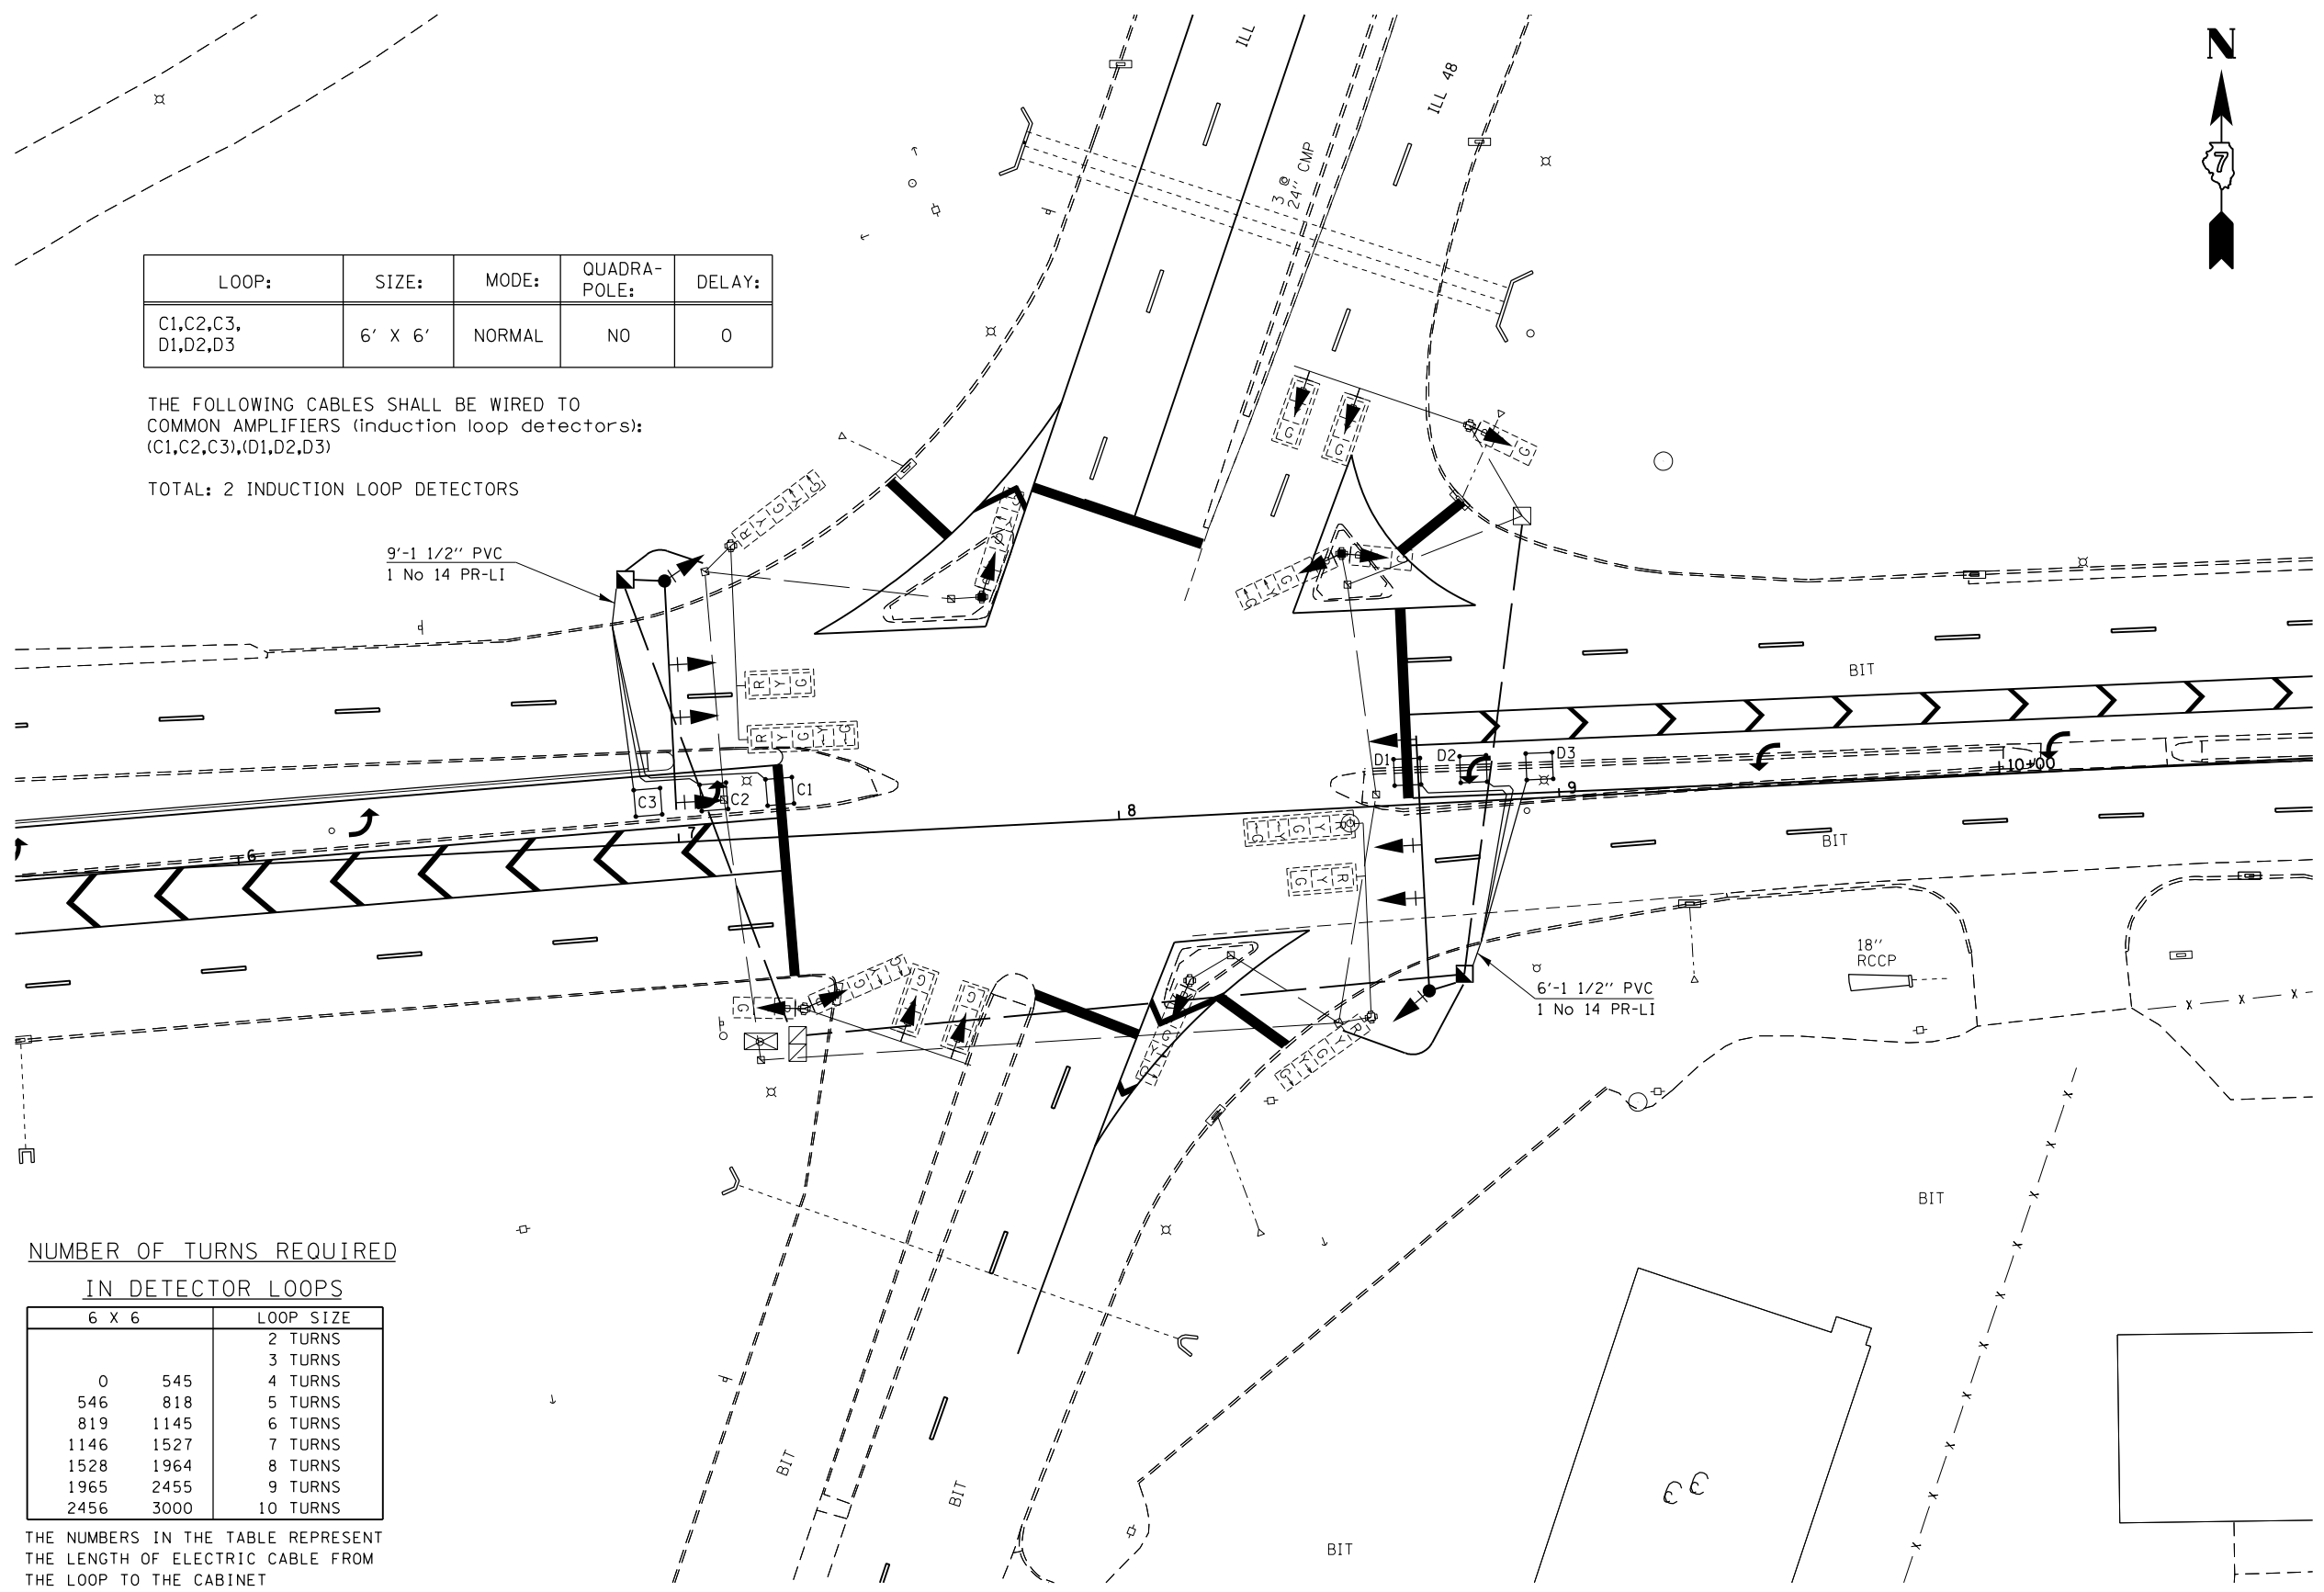 N
7
ILL
ILL 48
3 @
24" CMP
LOOP: SIZE: MODE: QUADRA-POLE: DELAY:
C1,C2,C3,
D1,D2,D3
6' X 6' NORMAL NO 0
THE FOLLOWING CABLES SHALL BE WIRED TO
COMMON AMPLIFIERS (induction loop detectors):
(C1,C2,C3),(D1,D2,D3)
TOTAL: 2 INDUCTION LOOP DETECTORS
9'-1 1/2" PVC
1 No 14 PR-LI
R Y G Y G
G
G
G
R Y G
R Y G Y G
BIT
D1
D2
D3
10+00
C3
C2
C1
6
7
8
9
BIT
G Y G Y R
G Y R
18"
RCCP
6'-1 1/2" PVC
1 No 14 PR-LI
G
G
G
R Y G Y G
BIT
BIT
BIT
BIT
NUMBER OF TURNS REQUIRED
IN DETECTOR LOOPS
6 X 6 LOOP SIZE
2 TURNS
3 TURNS
0 545 4 TURNS
546 818 5 TURNS
819 1145 6 TURNS
1146 1527 7 TURNS
1528 1964 8 TURNS
1965 2455 9 TURNS
2456 3000 10 TURNS
THE NUMBERS IN THE TABLE REPRESENT
THE LENGTH OF ELECTRIC CABLE FROM
THE LOOP TO THE CABINET